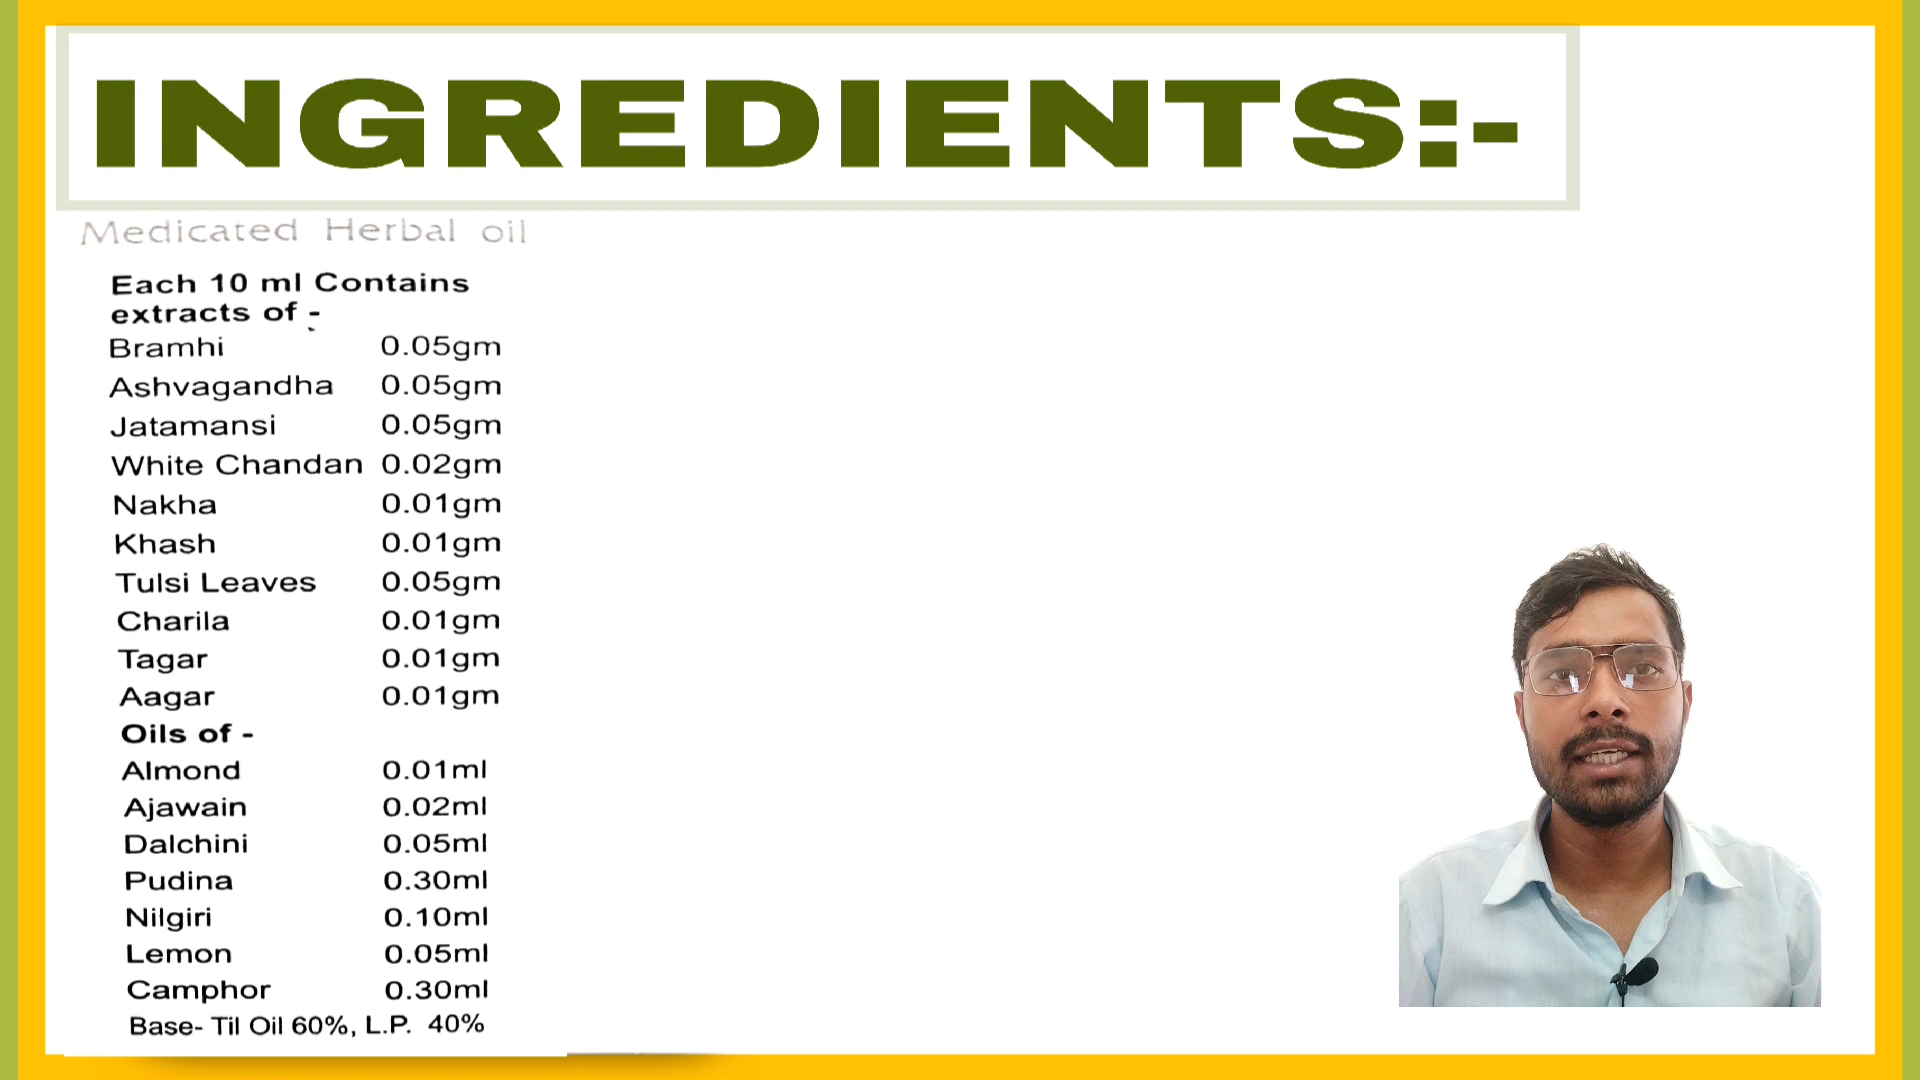 INGREDIENTS:-
Medicated Herbal oil
Each 10 ml Contains
extracts of -
Bramhi 0.05gm
Ashvagandha 0.05gm
Jatamansi 0.05gm
White Chandan 0.02gm
Nakha 0.01gm
Khash 0.01gm
Tulsi Leaves 0.05gm
Charila 0.01gm
Tagar 0.01gm
Aagar 0.01gm
Oils of -
Almond 0.01ml
Ajawain 0.02ml
Dalchini 0.05ml
Pudina 0.30ml
Nilgiri 0.10ml
Lemon 0.05ml
Camphor 0.30ml
Base- Til Oil 60%, L.P. 40%